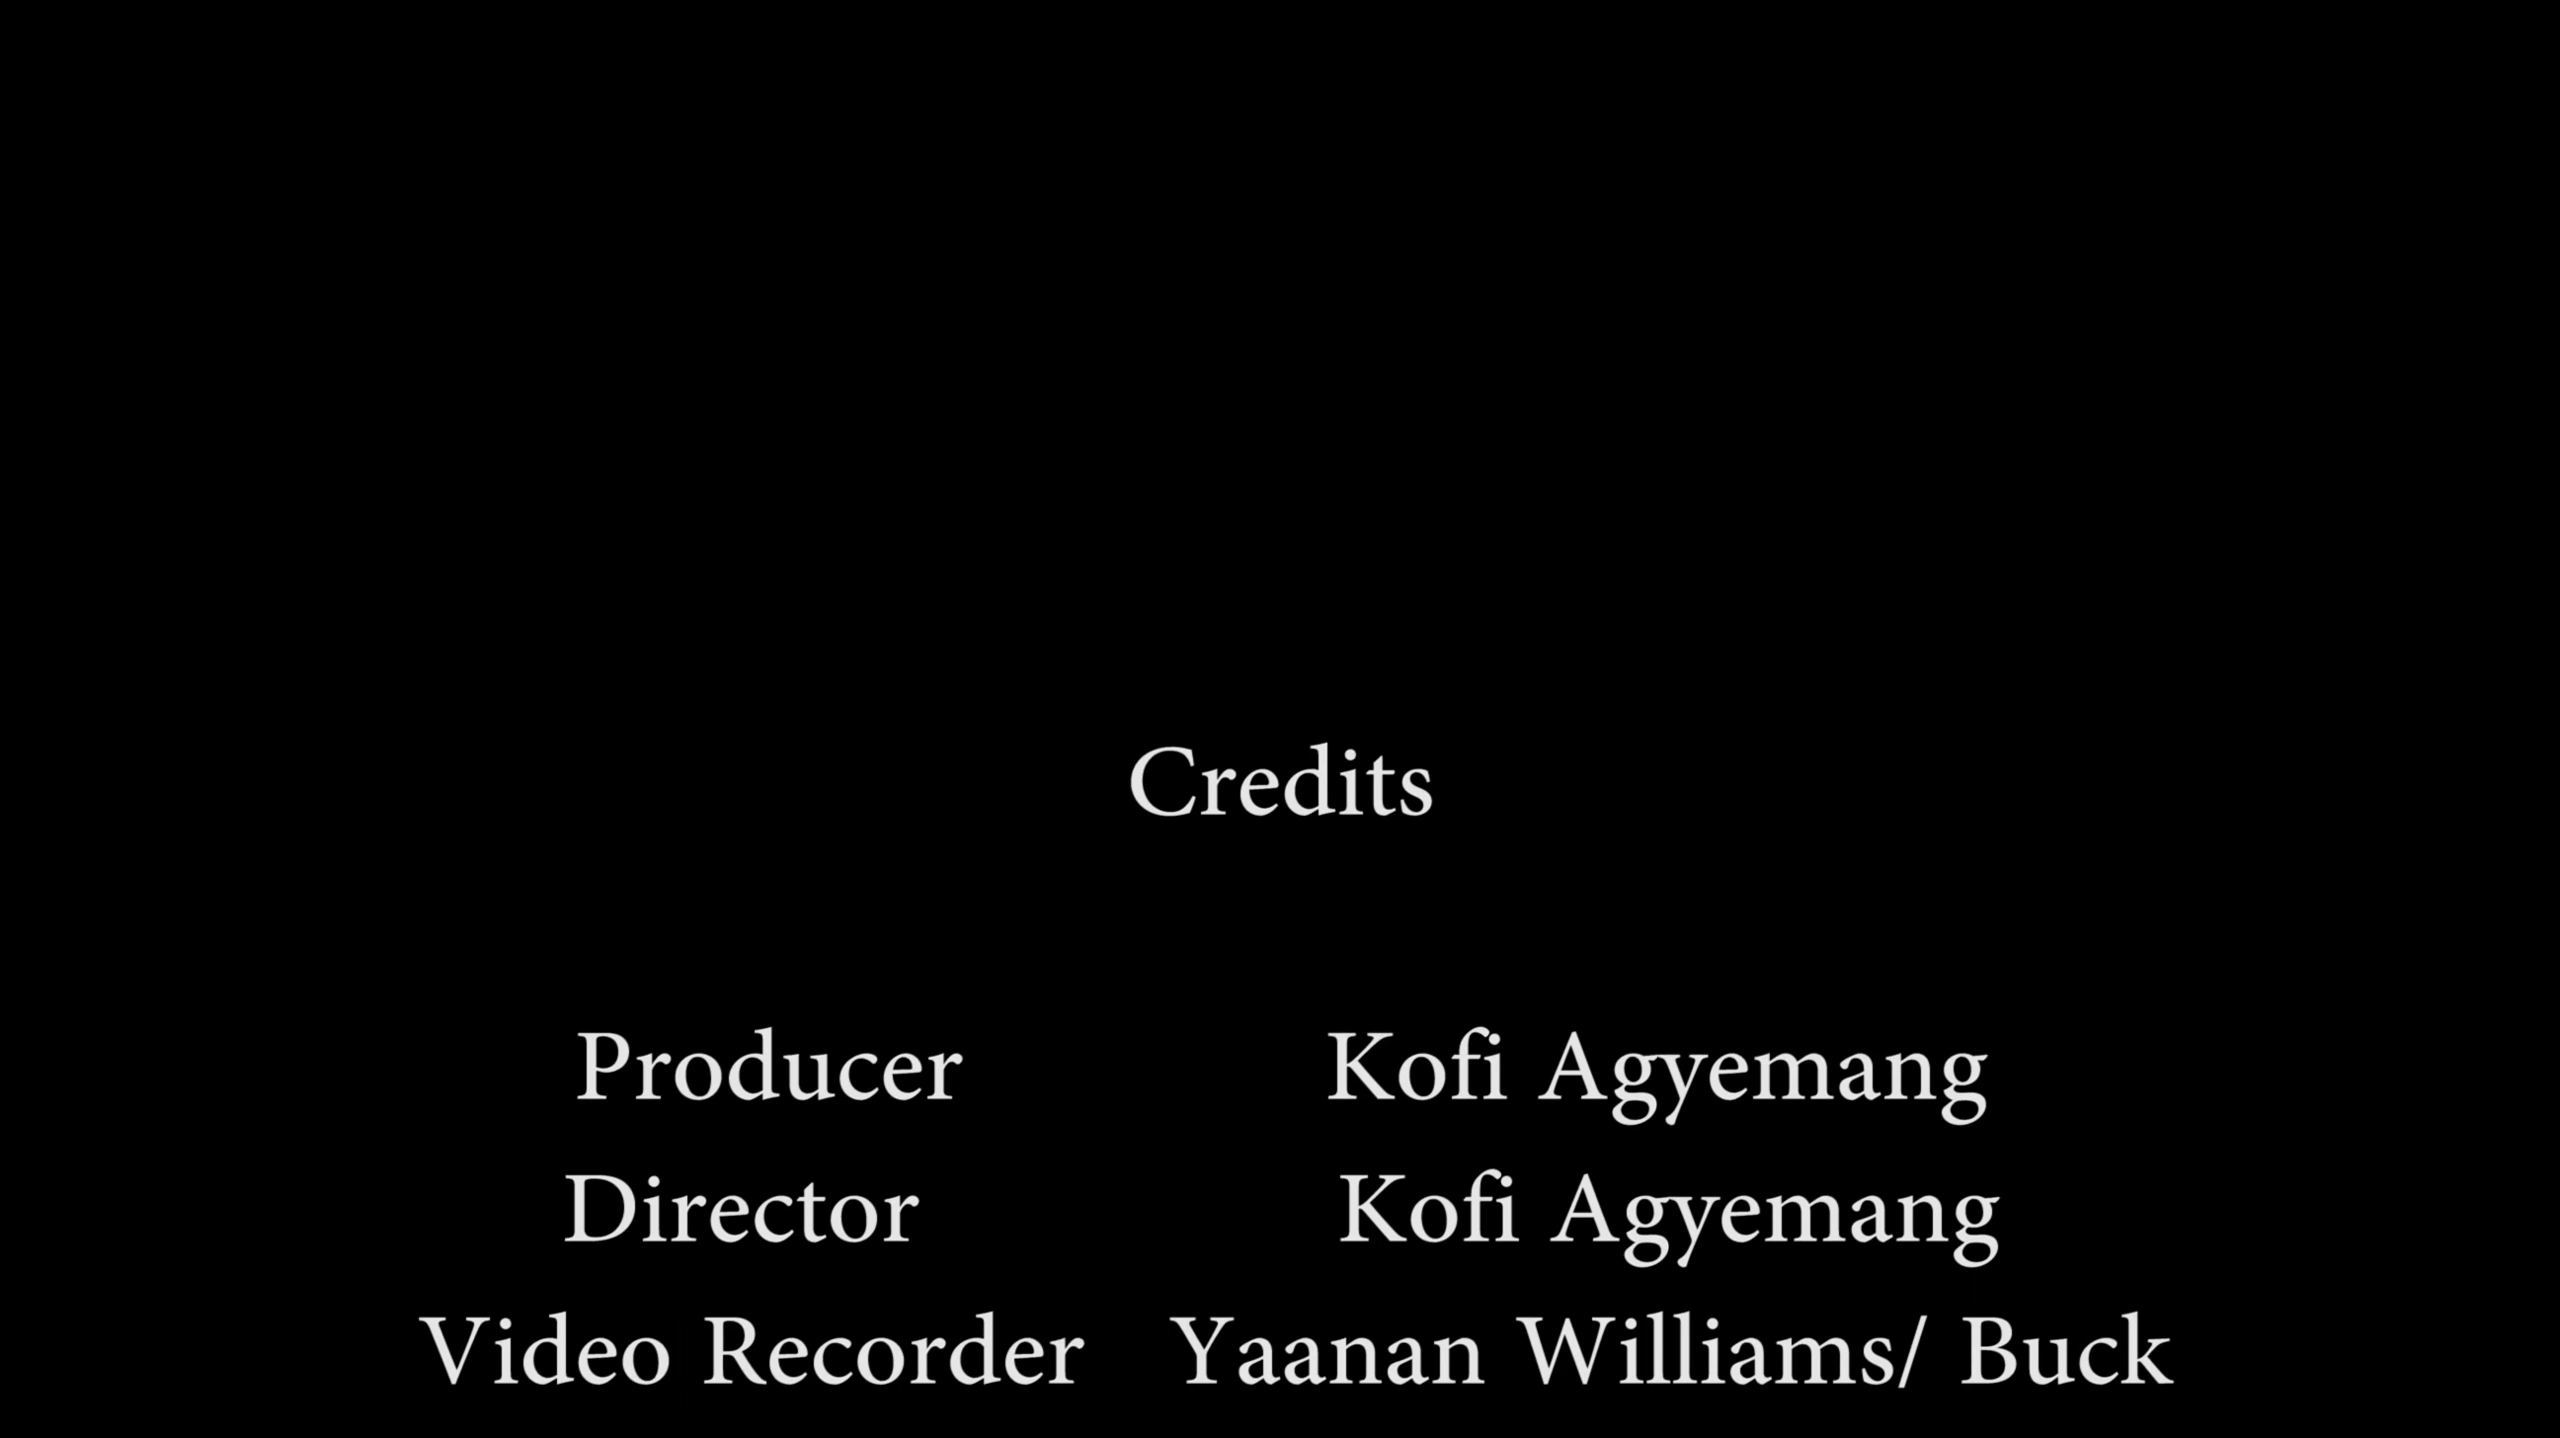 Credits
Producer Kofi Agyemang
Director Kofi Agyemang
Video Recorder Yaanan Williams/ Buck